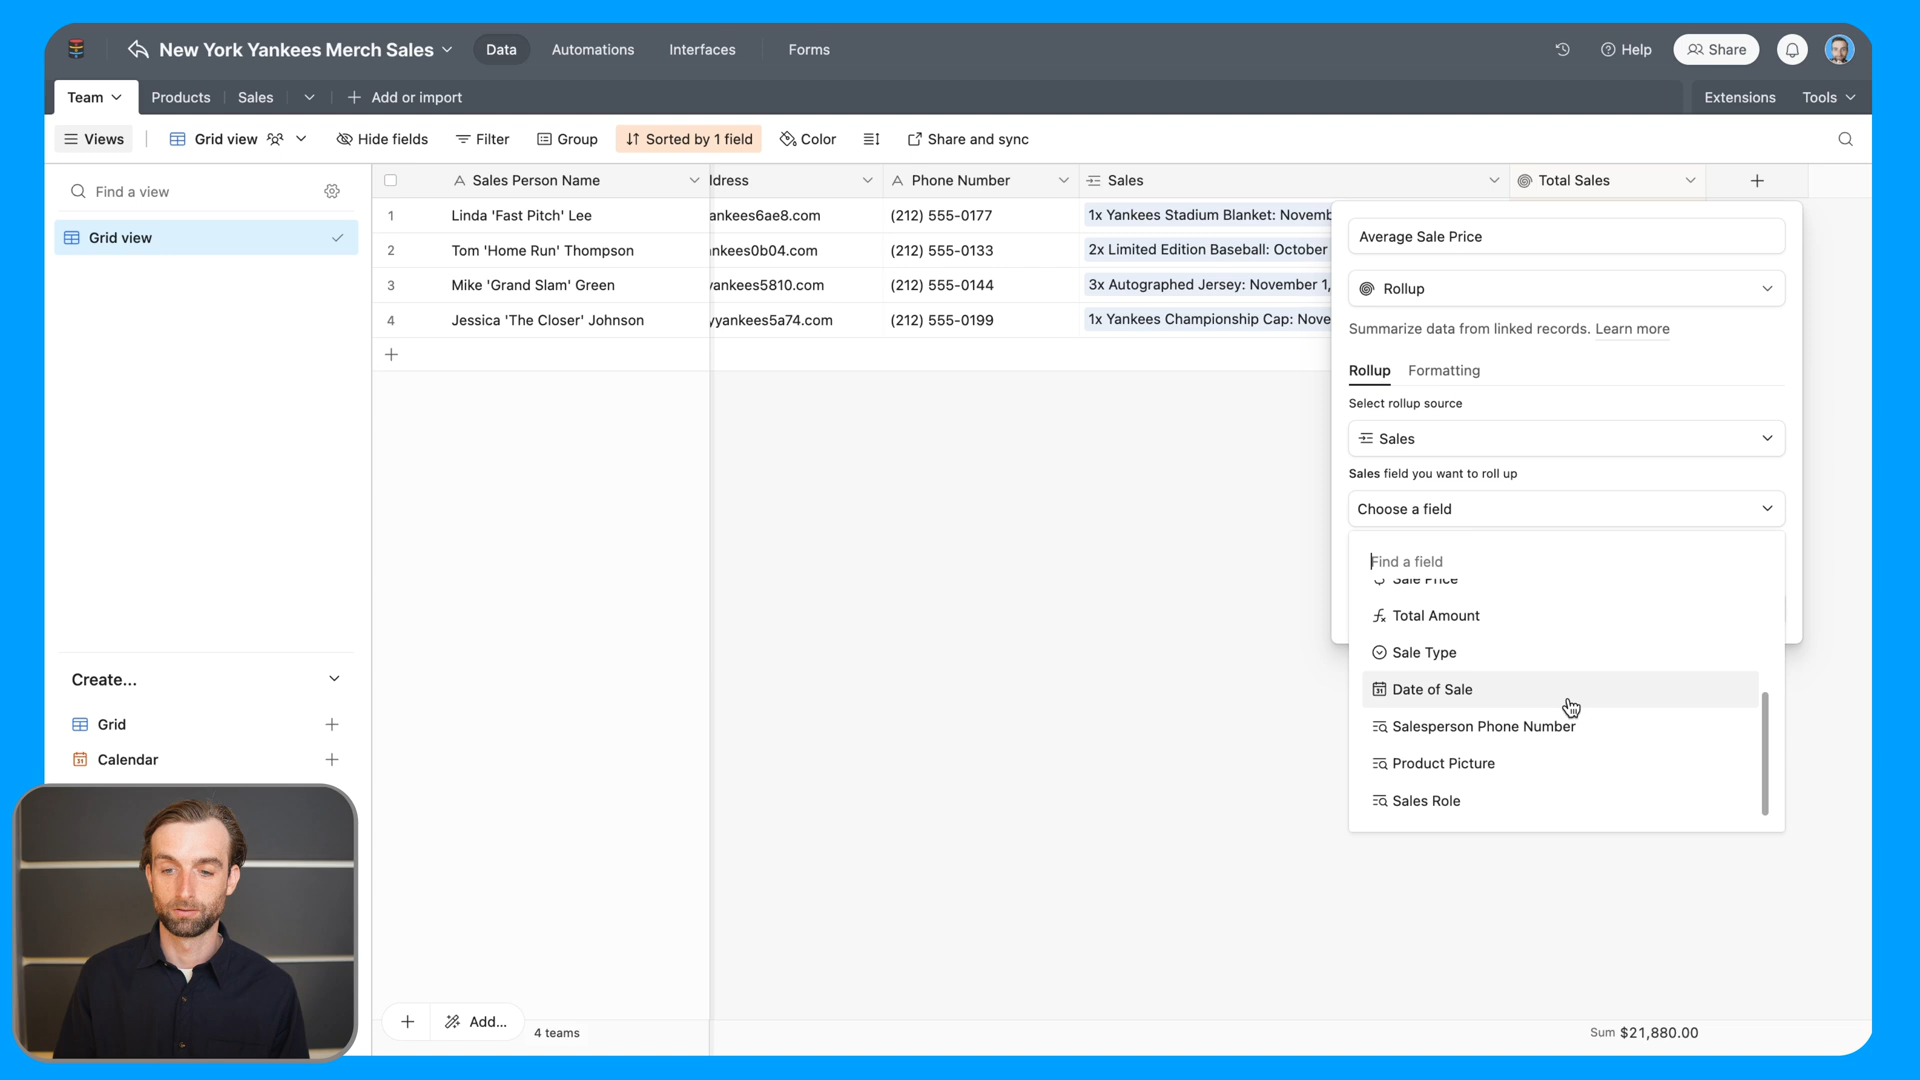 New York Yankees Merch Sales
Data
Automations
Interfaces
Forms
Help
Share
Team
Products
Sales
Add or import
Extensions
Tools
Views
Grid view
Hide fields
Filter
Group
Sorted by 1 field
Color
Share and sync
Find a view
Grid view
Create...
Grid
Calendar
Sales Person Name
ldress
Phone Number
Sales
Total Sales
1 Linda 'Fast Pitch' Lee ankees6ae8.com (212) 555-0177 1x Yankees Stadium Blanket: Novemb
2 Tom 'Home Run' Thompson nkees0b04.com (212) 555-0133 2x Limited Edition Baseball: October
3 Mike 'Grand Slam' Green ankees5810.com (212) 555-0144 3x Autographed Jersey: November 1,
4 Jessica 'The Closer' Johnson yankees5a74.com (212) 555-0199 1x Yankees Championship Cap: Nove
Average Sale Price
Rollup
Summarize data from linked records. Learn more
Rollup Formatting
Select rollup source
Sales
Sales field you want to roll up
Choose a field
Find a field
Sale Price
Total Amount
Sale Type
31 Date of Sale
Salesperson Phone Number
Product Picture
Sales Role
Add...
4 teams
Sum $21,880.00